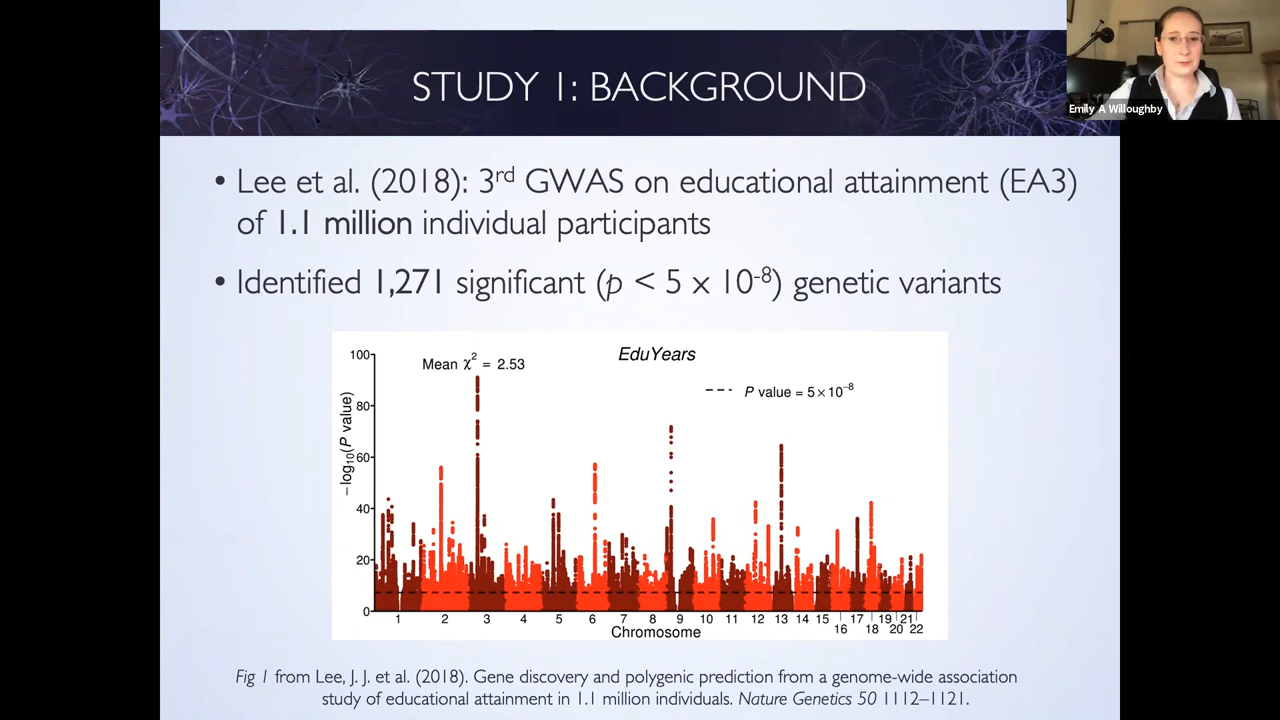 STUDY 1: BACKGROUND
Emily A Willoughby
• Lee et al. (2018): 3rd GWAS on educational attainment (EA3)
of 1.1 million individual participants
• Identified 1,271 significant (p < 5 x 10-8) genetic variants
EduYears
Mean χ2 = 2.53
P value = 5×10−8
−log10(P value)
100
80
60
40
20
0
1 2 3 4 5 6 7 8 9 10 11 12 13 14 15 16 17 18 19 20 21 22
Chromosome
Fig 1 from Lee, J. J. et al. (2018). Gene discovery and polygenic prediction from a genome-wide association
study of educational attainment in 1.1 million individuals. Nature Genetics 50 1112–1121.